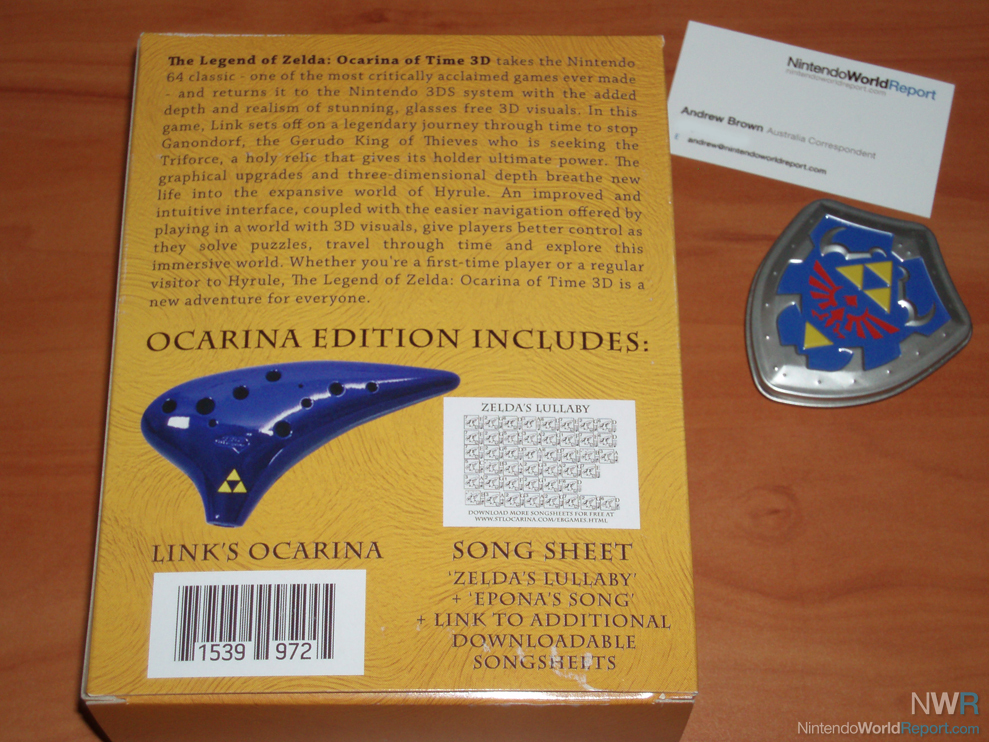 The Legend of Zelda: Ocarina of Time 3D takes the Nintendo
64 classic - one of the most critically acclaimed games ever made
- and returns it to the Nintendo 3DS system with the added
depth and realism of stunning, glasses free 3D visuals. In this
game, Link sets off on a legendary journey through time to stop
Ganondorf, the Gerudo King of Thieves who is seeking the
Triforce, a holy relic that gives its holder ultimate power. The
graphical upgrades and three-dimensional depth breathe new
life into the expansive world of Hyrule. An improved and
intuitive interface, coupled with the easier navigation offered by
playing in a world with 3D visuals, give players better control as
they solve puzzles, travel through time and explore this
immersive world. Whether you're a first-time player or a regular
visitor to Hyrule, The Legend of Zelda: Ocarina of Time 3D is a
new adventure for everyone.
OCARINA EDITION INCLUDES:
ZELDA'S LULLABY
DOWNLOAD MORE SONGSHEETS FOR FREE AT
WWW.STLOCARINA.COM/EBGAMES.HTML
LINK'S OCARINA
SONG SHEET
'ZELDA'S LULLABY'
+ 'EPONA'S SONG'
+ LINK TO ADDITIONAL
DOWNLOADABLE
SONGSHEETS
1539 972
NintendoWorldReport
nintendoworldreport.com
Andrew Brown Australia Correspondent
andrew@nintendoworldreport.com
NWR
NintendoWorldReport.com